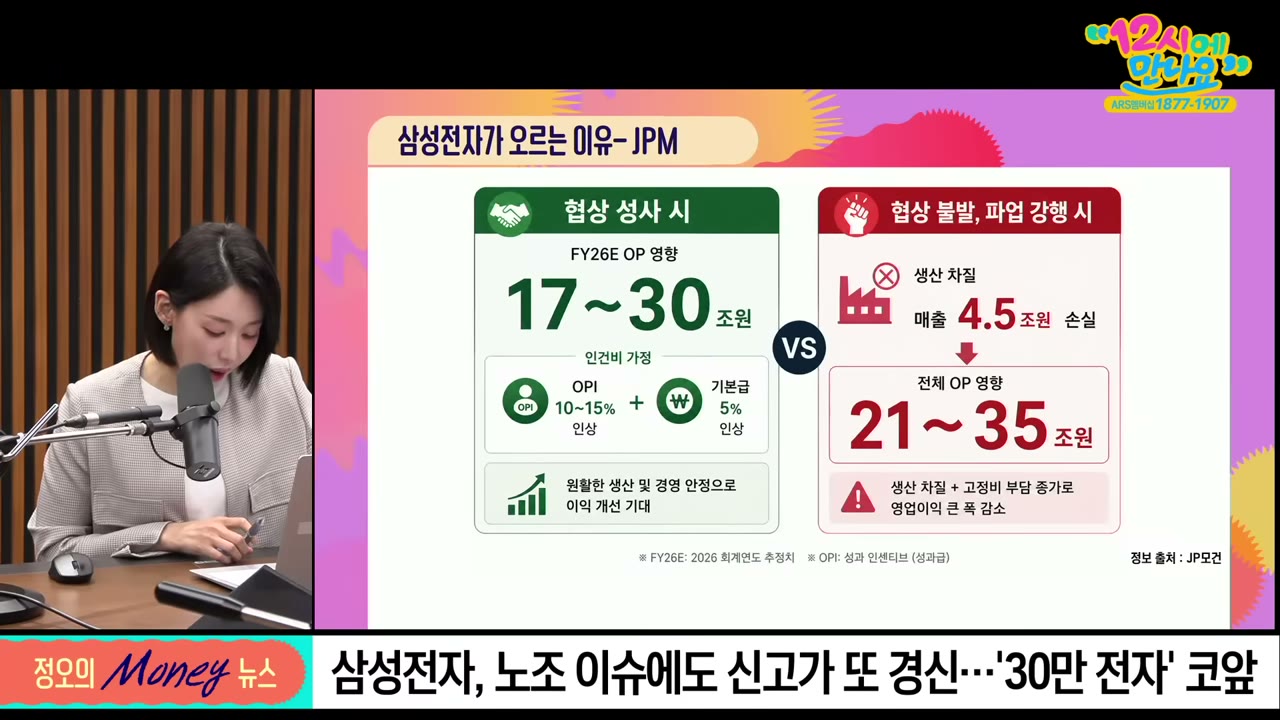 “12시에
만나요”
ARS멤버십1877-1907
삼성전자가 오르는 이유- JPM
협상 성사 시
FY26E OP 영향
17~30조원
인건비 가정
OPI
OPI
10~15%
인상
+
₩
기본급
5%
인상
원활한 생산 및 경영 안정으로
이익 개선 기대
VS
협상 불발, 파업 강행 시
생산 차질
매출 4.5조원 손실
전체 OP 영향
21~35조원
생산 차질 + 고정비 부담 종가로
영업이익 큰 폭 감소
※ FY26E: 2026 회계연도 추정치 ※ OPI: 성과 인센티브 (성과급)
정보 출처 : JP모건
정오의 Money 뉴스
삼성전자, 노조 이슈에도 신고가 또 경신…'30만 전자' 코앞